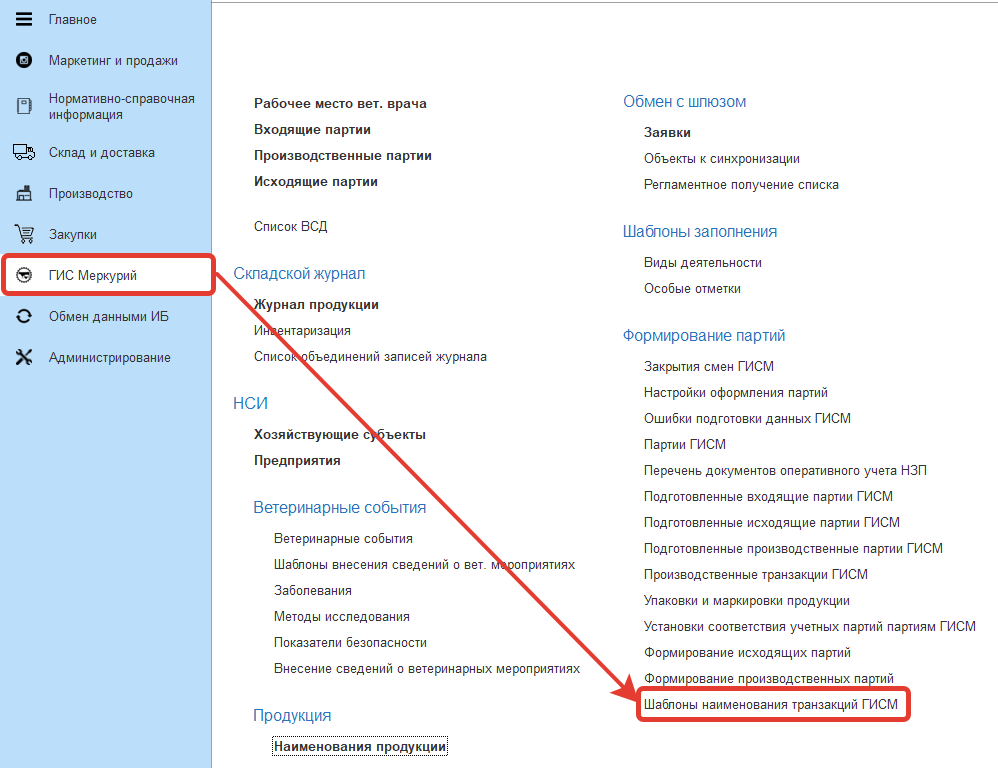 Главное
Маркетинг и продажи
Нормативно-справочная
информация
Склад и доставка
Производство
Закупки
ГИС Меркурий
Обмен данными ИБ
Администрирование
Рабочее место вет. врача
Входящие партии
Производственные партии
Исходящие партии
Список ВСД
Складской журнал
Журнал продукции
Инвентаризация
Список объединений записей журнала
НСИ
Хозяйствующие субъекты
Предприятия
Ветеринарные события
Ветеринарные события
Шаблоны внесения сведений о вет. мероприятиях
Заболевания
Методы исследования
Показатели безопасности
Внесение сведений о ветеринарных мероприятиях
Продукция
Наименования продукции
Обмен с шлюзом
Заявки
Объекты к синхронизации
Регламентное получение списка
Шаблоны заполнения
Виды деятельности
Особые отметки
Формирование партий
Закрытия смен ГИСМ
Настройки оформления партий
Ошибки подготовки данных ГИСМ
Партии ГИСМ
Перечень документов оперативного учета НЗП
Подготовленные входящие партии ГИСМ
Подготовленные исходящие партии ГИСМ
Подготовленные производственные партии ГИСМ
Производственные транзакции ГИСМ
Упаковки и маркировки продукции
Установки соответствия учетных партий партиям ГИСМ
Формирование исходящих партий
Формирование производственных партий
Шаблоны наименования транзакций ГИСМ